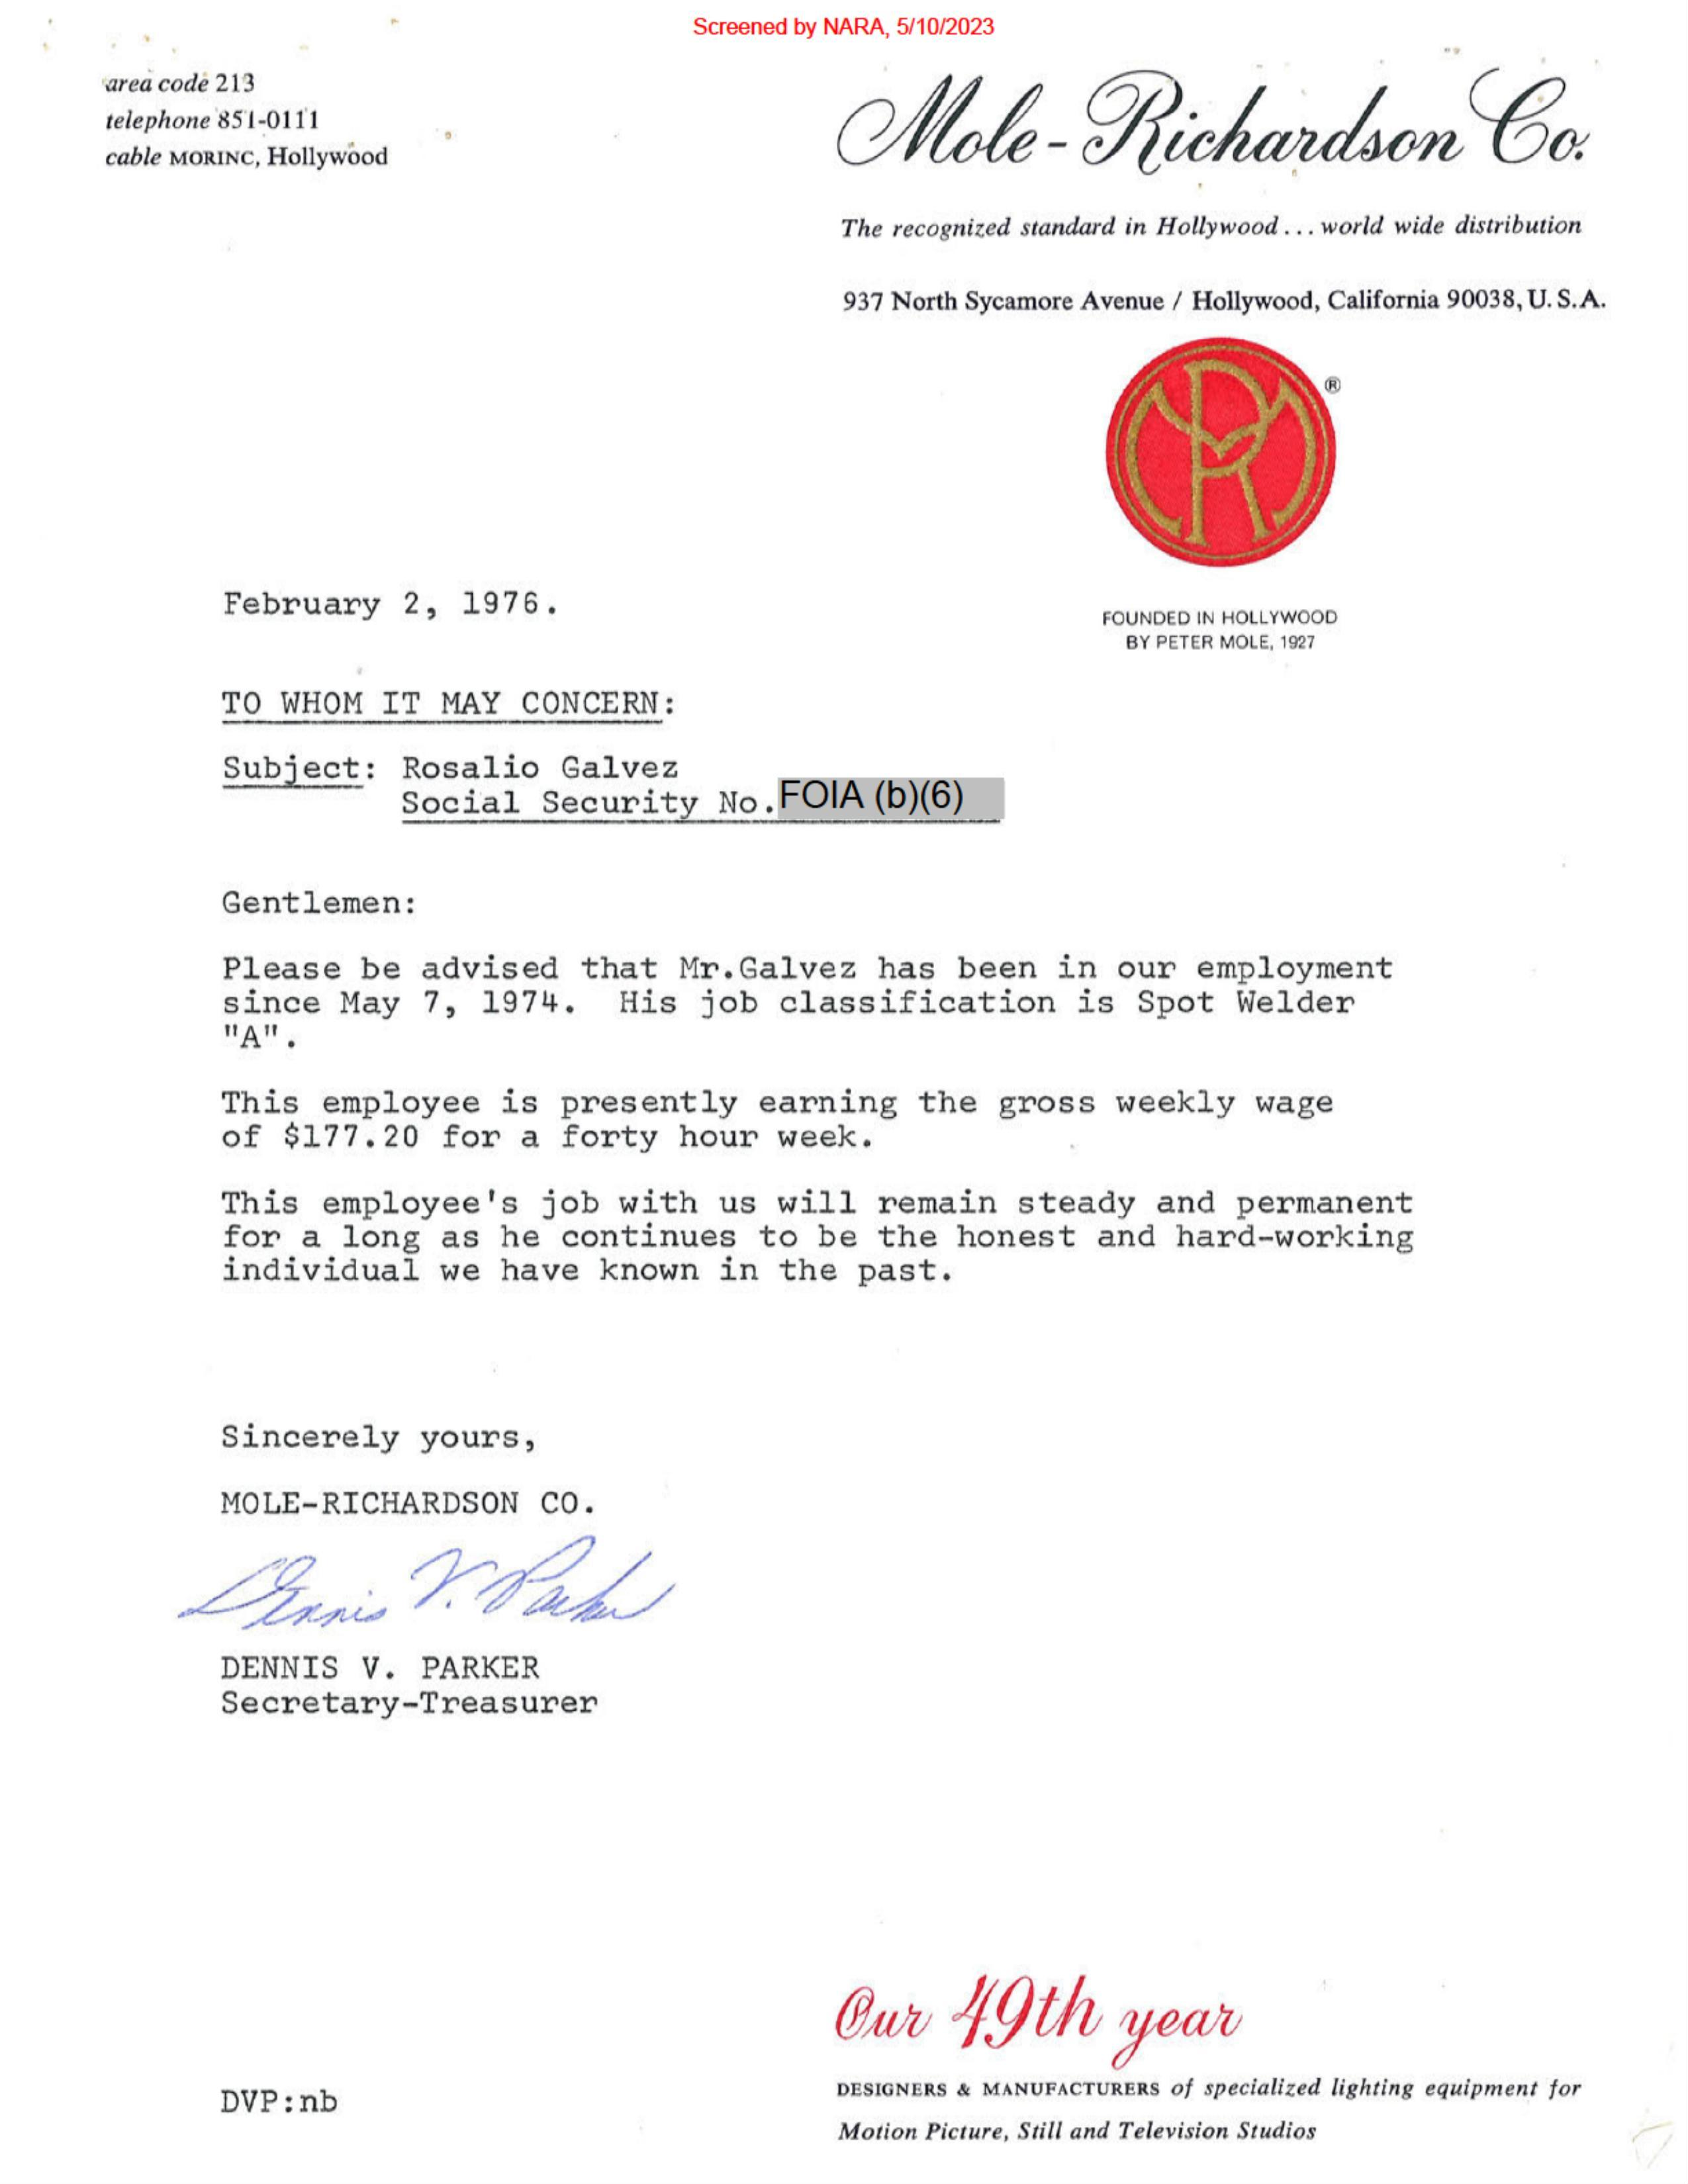 Screened by NARA, 5/10/2023
area code 213
telephone 851-0111
cable MORINC, Hollywood
Mole-Richardson Co.
The recognized standard in Hollywood... world wide distribution
937 North Sycamore Avenue / Hollywood, California 90038, U. S. A.
MR
®
FOUNDED IN HOLLYWOOD
BY PETER MOLE, 1927
February 2, 1976.
TO WHOM IT MAY CONCERN:
Subject: Rosalio Galvez
Social Security No. FOIA (b)(6)
Gentlemen:
Please be advised that Mr.Galvez has been in our employment
since May 7, 1974. His job classification is Spot Welder
"A".
This employee is presently earning the gross weekly wage
of $177.20 for a forty hour week.
This employee's job with us will remain steady and permanent
for a long as he continues to be the honest and hard-working
individual we have known in the past.
Sincerely yours,
MOLE-RICHARDSON CO.
Dennis V. Parker
DENNIS V. PARKER
Secretary-Treasurer
Our 49th year
DESIGNERS & MANUFACTURERS of specialized lighting equipment for
Motion Picture, Still and Television Studios
DVP:nb